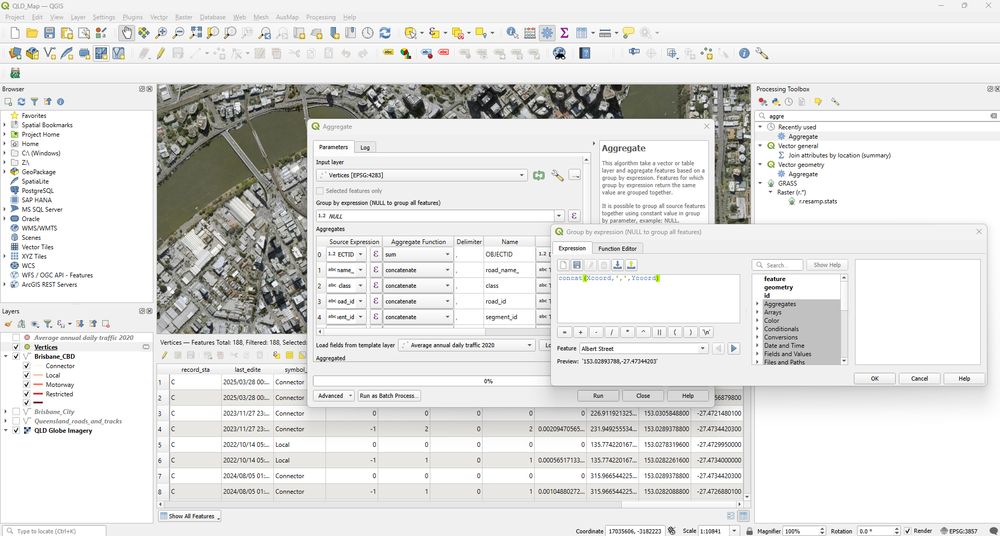 QLD_Map — QGIS
Project Edit View Layer Settings Plugins Vector Raster Database Web Mesh AusMap Processing Help
Browser
Favorites
Spatial Bookmarks
Project Home
Home
C:\ (Windows)
Z:\
GeoPackage
SpatiaLite
PostgreSQL
SAP HANA
MS SQL Server
Oracle
WMS/WMTS
Scenes
Vector Tiles
XYZ Tiles
WCS
WFS / OGC API - Features
ArcGIS REST Servers
Layers
Average annual daily traffic 2020
Vertices
Brisbane_CBD
Connector
Local
Motorway
Restricted
Brisbane_City
Queensland_roads_and_tracks
QLD Globe Imagery
Type to locate (Ctrl+K)
Aggregate
Parameters Log
Input layer
Vertices [EPSG:4283]
Selected features only
Group by expression (NULL to group all features)
1.2 NULL
Aggregates
Source Expression Aggregate Function Delimiter Name
0 1.2 ECTID sum , OBJECTID 1.2
1 abc name_ concatenate , road_name_ abc
2 abc class concatenate , class abc
3 abc oad_id concatenate , road_id abc
4 abc ient_id concatenate , segment_id abc
Load fields from template layer Average annual daily traffic 2020
Aggregated
0%
Advanced Run as Batch Process... Run Close Help
Aggregate
This algorithm take a vector or table
layer and aggregate features based on a
group by expression. Features for which
group by expression return the same
value are grouped together.
It is possible to group all source features
together using constant value in group
by parameter, example: NULL.
Group by expression (NULL to group all features)
Expression Function Editor
concat(Xcoord,',',Ycoord)
= + - / * ^ || ( ) '\n'
Feature Albert Street
Preview: '153.02893788,-27.47344203'
Search... Show Help
feature
geometry
id
Aggregates
Arrays
Color
Conditionals
Conversions
Date and Time
Fields and Values
Files and Paths
OK Cancel Help
Vertices — Features Total: 188, Filtered: 188, Selected:
record_sta last_edite symbol_
1 C 2025/03/28 00:... Connector
2 C 2025/03/28 00:... Connector 56879800
3 C 2023/11/27 23:... Connector 0 0 0 0 0 226.911921325... 153.0305848800 -27.4721480100
4 C 2023/11/27 23:... Connector -1 2 0 2 0.00209470565... 231.949255534... 153.0289378800 -27.4734420300
5 C 2022/10/14 05:... Local 0 0 0 0 0 135.774220167... 153.0278319600 -27.4729950000
6 C 2022/10/14 05:... Local -1 1 0 1 0.00056517133... 135.774220167... 153.0282261600 -27.4734000000
7 C 2024/08/05 01:... Connector 0 0 0 0 0 315.966544225... 153.0289378800 -27.4734420300
8 C 2024/08/05 01:... Connector -1 1 0 1 0.00104880272... 315.966544225... 153.0282088800 -27.4726880100
Show All Features
Processing Toolbox
aggre
Recently used
Aggregate
Vector general
Join attributes by location (summary)
Vector geometry
Aggregate
GRASS
Raster (r.*)
r.resamp.stats
Coordinate 17035606, -3182223 Scale 1:10841 Magnifier 100% Rotation 0.0 ° Render EPSG:3857